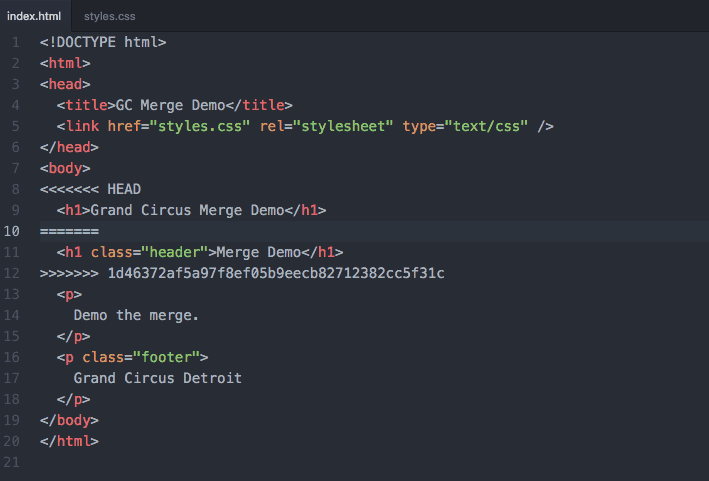 index.html styles.css
1 <!DOCTYPE html>
2 <html>
3 <head>
4   <title>GC Merge Demo</title>
5   <link href="styles.css" rel="stylesheet" type="text/css" />
6 </head>
7 <body>
8 <<<<<<< HEAD
9   <h1>Grand Circus Merge Demo</h1>
10 =======
11   <h1 class="header">Merge Demo</h1>
12 >>>>>>> 1d46372af5a97f8ef05b9eecb82712382cc5f31c
13   <p>
14     Demo the merge.
15   </p>
16   <p class="footer">
17     Grand Circus Detroit
18   </p>
19 </body>
20 </html>
21